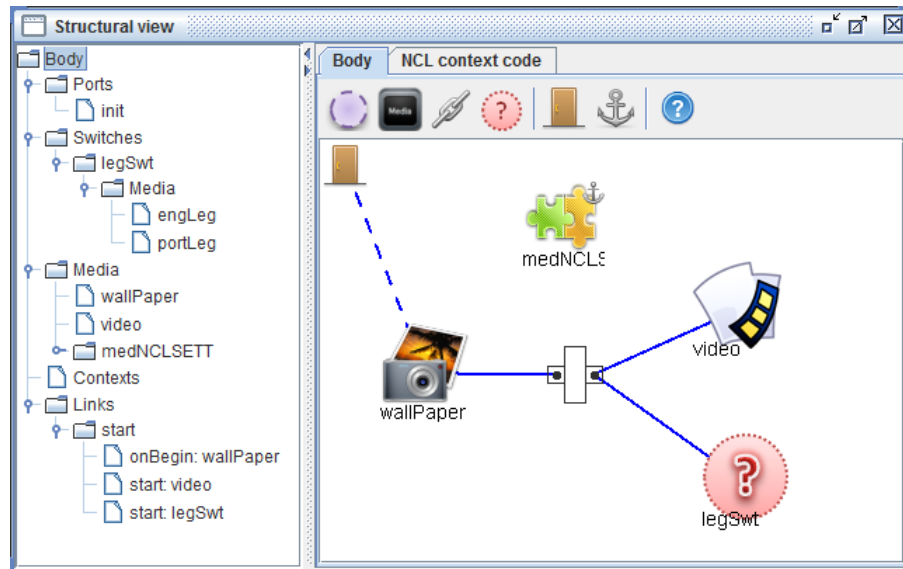 Structural view
Body
Ports
init
Switches
legSwt
Media
engLeg
portLeg
Media
wallPaper
video
medNCLSETT
Contexts
Links
start
onBegin: wallPaper
start: video
start: legSwt
Body
NCL context code
Media
?
?
medNCLS
video
wallPaper
?
legSwt